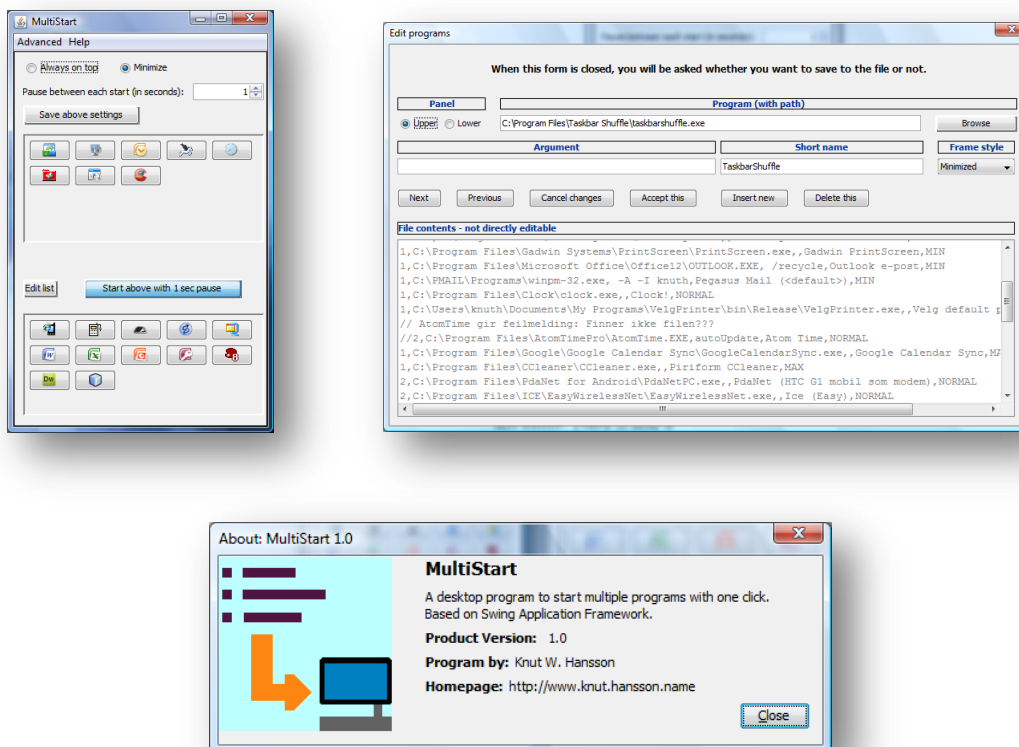 MultiStart
Advanced Help
Always on top Minimize
Pause between each start (in seconds): 1
Save above settings
Edit list Start above with 1 sec pause
Dw
Edit programs
When this form is closed, you will be asked whether you want to save to the file or not.
Panel Program (with path)
Upper Lower C:\Program Files\Taskbar Shuffle\taskbarshuffle.exe Browse
Argument Short name Frame style
TaskbarShuffle Minimized
Next Previous Cancel changes Accept this Insert new Delete this
File contents - not directly editable
1,C:\Program Files\Gadwin Systems\PrintScreen\PrintScreen.exe,,Gadwin PrintScreen,MIN
1,C:\Program Files\Microsoft Office\Office12\OUTLOOK.EXE, /recycle,Outlook e-post,MIN
1,C:\PMAIL\Programs\winpm-32.exe, -A -I knuth,Pegasus Mail (<default>),MIN
1,C:\Program Files\Clock\clock.exe,,Clock!,NORMAL
1,C:\Users\knuth\Documents\My Programs\VelgPrinter\bin\Release\VelgPrinter.exe,,Velg default
// AtomTime gir feilmelding: Finner ikke filen???
//2,C:\Program Files\AtomTimePro\AtomTime.EXE,autoUpdate,Atom Time,NORMAL
1,C:\Program Files\Google\Google Calendar Sync\GoogleCalendarSync.exe,,Google Calendar Sync,
1,C:\Program Files\CCleaner\CCleaner.exe,,Piriform CCleaner,MAX
2,C:\Program Files\PdaNet for Android\PdaNetPC.exe,,PdaNet (HTC G1 mobil som modem),NORMAL
2,C:\Program Files\ICE\EasyWirelessNet\EasyWirelessNet.exe,,Ice (Easy),NORMAL
About: MultiStart 1.0
MultiStart
A desktop program to start multiple programs with one click.
Based on Swing Application Framework.
Product Version: 1.0
Program by: Knut W. Hansson
Homepage: http://www.knut.hansson.name
Close